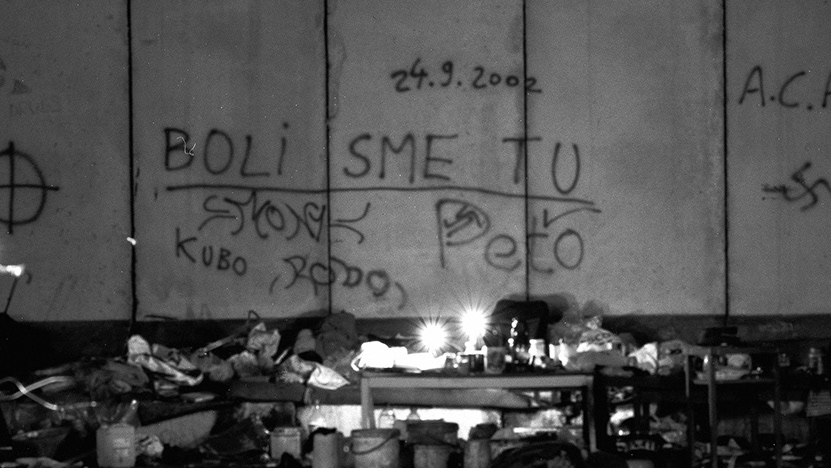 24.9.2002
A.C.A
BOLI SME TU
KUBO
Peťo